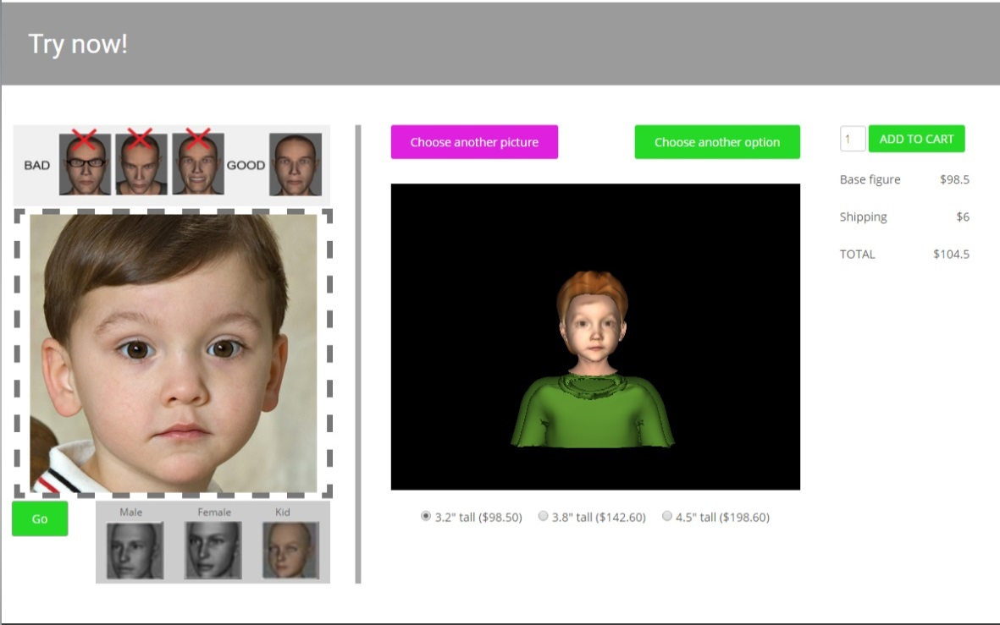 Try now!
BAD
GOOD
Go
Male
Female
Kid
Choose another picture
Choose another option
3.2" tall ($98.50)
3.8" tall ($142.60)
4.5" tall ($198.60)
1
ADD TO CART
Base figure $98.5
Shipping $6
TOTAL $104.5